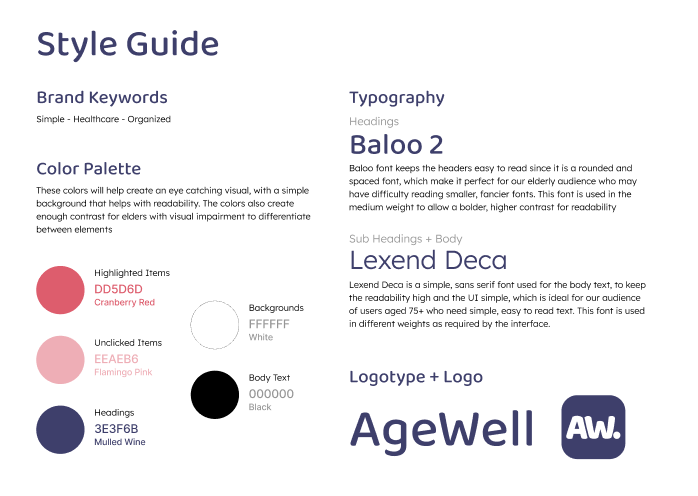 Style Guide
Brand Keywords
Simple - Healthcare - Organized
Color Palette
These colors will help create an eye catching visual, with a simple
background that helps with readability. The colors also create
enough contrast for elders with visual impairment to differentiate
between elements
Highlighted Items
DD5D6D
Cranberry Red
Unclicked Items
EEAEB6
Flamingo Pink
Headings
3E3F6B
Mulled Wine
Backgrounds
FFFFFF
White
Body Text
000000
Black
Typography
Headings
Baloo 2
Baloo font keeps the headers easy to read since it is a rounded and
spaced font, which make it perfect for our elderly audience who may
have difficulty reading smaller, fancier fonts. This font is used in the
medium weight to allow a bolder, higher contrast for readability
Sub Headings + Body
Lexend Deca
Lexend Deca is a simple, sans serif font used for the body text, to keep
the readability high and the UI simple, which is ideal for our audience
of users aged 75+ who need simple, easy to read text. This font is used
in different weights as required by the interface.
Logotype + Logo
AgeWell
AW.